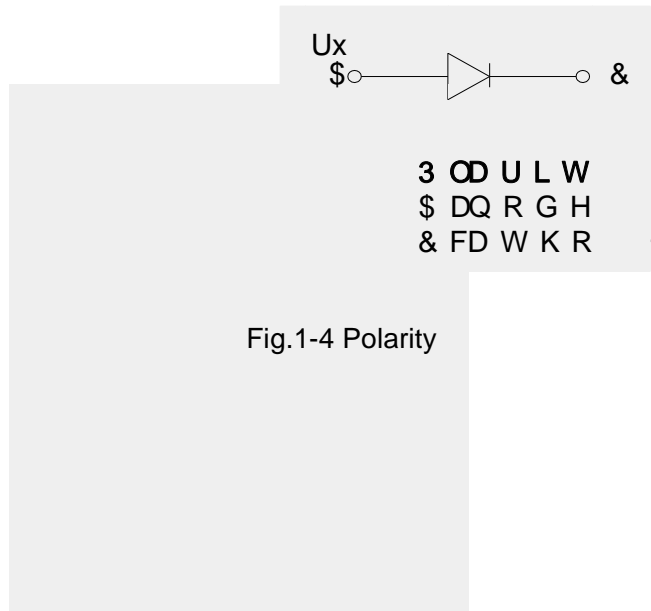 Ux
$ &
3 OD U L W
$ DQ R G H
& FD W K R
Fig.1-4 Polarity